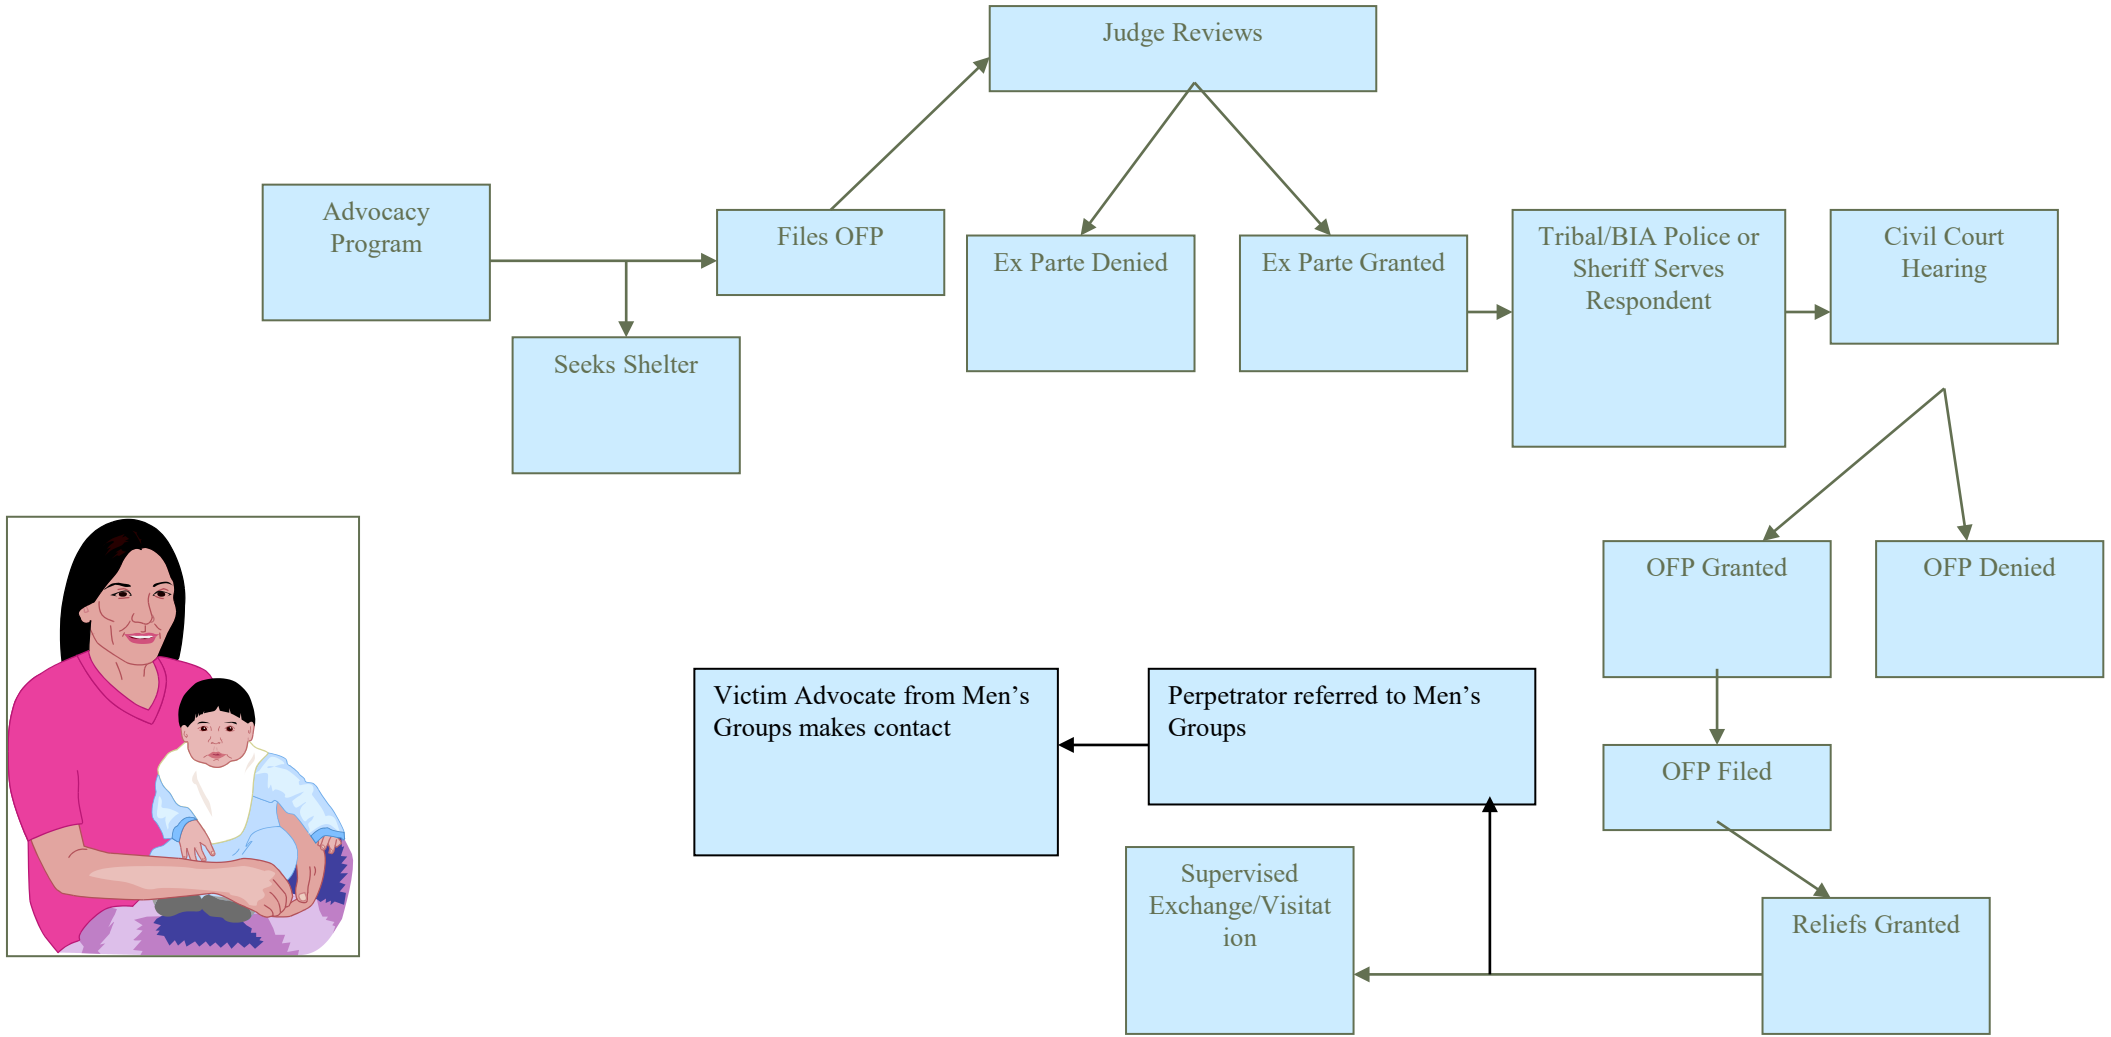 Judge Reviews
Advocacy
Program
Files OFP
Seeks Shelter
Ex Parte Denied
Ex Parte Granted
Tribal/BIA Police or
Sheriff Serves
Respondent
Civil Court
Hearing
OFP Granted
OFP Denied
Victim Advocate from Men’s
Groups makes contact
Perpetrator referred to Men’s
Groups
OFP Filed
Supervised
Exchange/Visitat
ion
Reliefs Granted